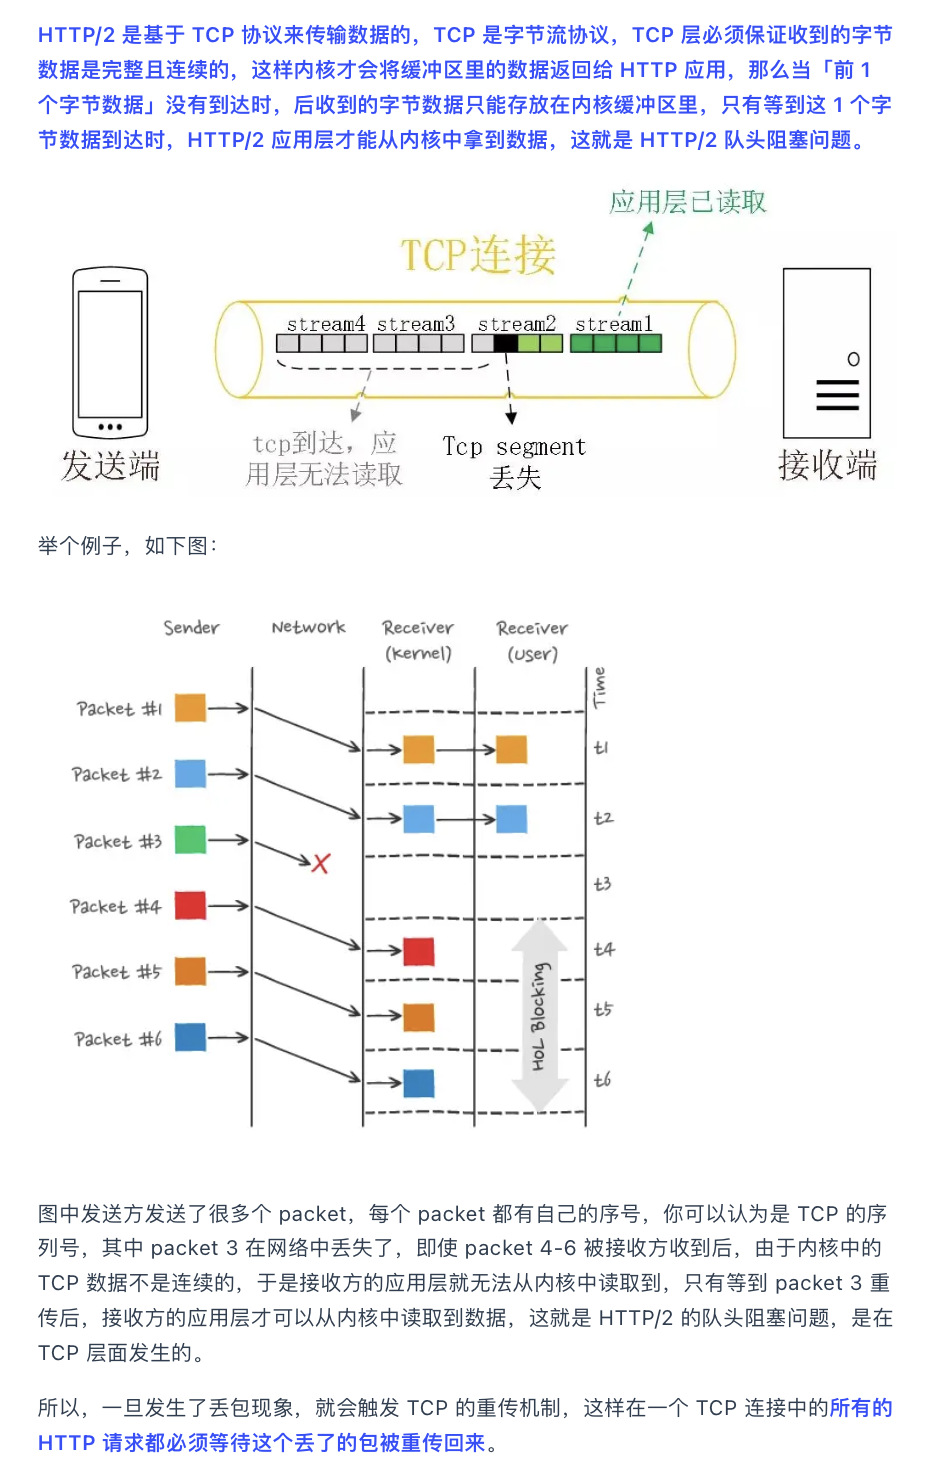 HTTP/2 是基于 TCP 协议来传输数据的，TCP 是字节流协议，TCP 层必须保证收到的字节
数据是完整且连续的，这样内核才会将缓冲区里的数据返回给 HTTP 应用，那么当「前 1
个字节数据」没有到达时，后收到的字节数据只能存放在内核缓冲区里，只有等到这 1 个字
节数据到达时，HTTP/2 应用层才能从内核中拿到数据，这就是 HTTP/2 队头阻塞问题。
应用层已读取
TCP连接
stream4 stream3 stream2 stream1
tcp到达，应
用层无法读取
Tcp segment
丢失
发送端
接收端
举个例子，如下图：
Sender Network Receiver (kernel) Receiver (user)
Time
Packet #1
t1
Packet #2
t2
Packet #3
t3
Packet #4
t4
Packet #5
t5
Packet #6
t6
HoL Blocking
图中发送方发送了很多个 packet，每个 packet 都有自己的序号，你可以认为是 TCP 的序
列号，其中 packet 3 在网络中丢失了，即使 packet 4-6 被接收方收到后，由于内核中的
TCP 数据不是连续的，于是接收方的应用层就无法从内核中读取到，只有等到 packet 3 重
传后，接收方的应用层才可以从内核中读取到数据，这就是 HTTP/2 的队头阻塞问题，是在
TCP 层面发生的。
所以，一旦发生了丢包现象，就会触发 TCP 的重传机制，这样在一个 TCP 连接中的所有的
HTTP 请求都必须等待这个丢了的包被重传回来。